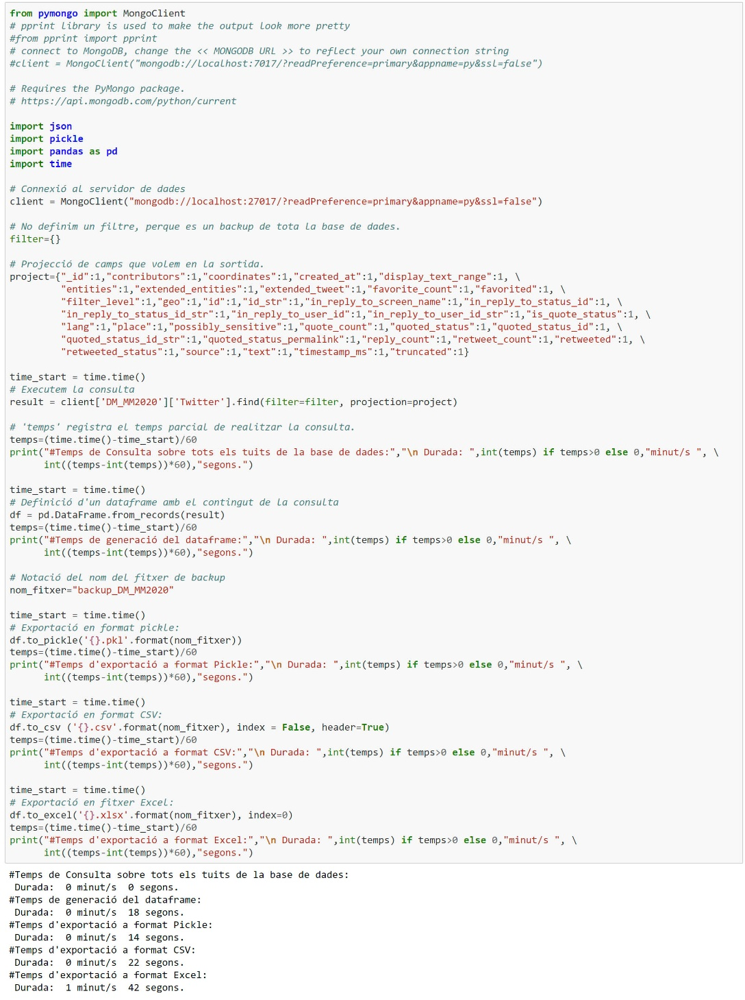 from pymongo import MongoClient
# pprint library is used to make the output look more pretty
#from pprint import pprint
# connect to MongoDB, change the << MONGODB URL >> to reflect your own connection string
#client = MongoClient("mongodb://localhost:7017/?readPreference=primary&appname=py&ssl=false")

# Requires the PyMongo package.
# https://api.mongodb.com/python/current

import json
import pickle
import pandas as pd
import time

# Connexió al servidor de dades
client = MongoClient("mongodb://localhost:27017/?readPreference=primary&appname=py&ssl=false")

# No definim un filtre, perque es un backup de tota la base de dades.
filter={}

# Projecció de camps que volem en la sortida.
project={"_id":1,"contributors":1,"coordinates":1,"created_at":1,"display_text_range":1, \
         "entities":1,"extended_entities":1,"extended_tweet":1,"favorite_count":1,"favorited":1, \
         "filter_level":1,"geo":1,"id":1,"id_str":1,"in_reply_to_screen_name":1,"in_reply_to_status_id":1, \
         "in_reply_to_status_id_str":1,"in_reply_to_user_id":1,"in_reply_to_user_id_str":1,"is_quote_status":1, \
         "lang":1,"place":1,"possibly_sensitive":1,"quote_count":1,"quoted_status":1,"quoted_status_id":1, \
         "quoted_status_id_str":1,"quoted_status_permalink":1,"reply_count":1,"retweet_count":1,"retweeted":1, \
         "retweeted_status":1,"source":1,"text":1,"timestamp_ms":1,"truncated":1}

time_start = time.time()
# Executem la consulta
result = client['DM_MM2020']['Twitter'].find(filter=filter, projection=project)

# 'temps' registra el temps parcial de realitzar la consulta.
temps=(time.time()-time_start)/60
print("#Temps de Consulta sobre tots els tuits de la base de dades:","\n Durada: ",int(temps) if temps>0 else 0,"minut/s ", \
      int((temps-int(temps))*60),"segons.")

time_start = time.time()
# Definició d'un dataframe amb el contingut de la consulta
df = pd.DataFrame.from_records(result)
temps=(time.time()-time_start)/60
print("#Temps de generació del dataframe:","\n Durada: ",int(temps) if temps>0 else 0,"minut/s ", \
      int((temps-int(temps))*60),"segons.")

# Notació del nom del fitxer de backup
nom_fitxer="backup_DM_MM2020"

time_start = time.time()
# Exportació en format pickle:
df.to_pickle('{}.pkl'.format(nom_fitxer))
temps=(time.time()-time_start)/60
print("#Temps d'exportació a format Pickle:","\n Durada: ",int(temps) if temps>0 else 0,"minut/s ", \
      int((temps-int(temps))*60),"segons.")

time_start = time.time()
# Exportació en format CSV:
df.to_csv ('{}.csv'.format(nom_fitxer), index = False, header=True)
temps=(time.time()-time_start)/60
print("#Temps d'exportació a format CSV:","\n Durada: ",int(temps) if temps>0 else 0,"minut/s ", \
      int((temps-int(temps))*60),"segons.")

time_start = time.time()
# Exportació en fitxer Excel:
df.to_excel('{}.xlsx'.format(nom_fitxer), index=0)
temps=(time.time()-time_start)/60
print("#Temps d'exportació a format Excel:","\n Durada: ",int(temps) if temps>0 else 0,"minut/s ", \
      int((temps-int(temps))*60),"segons.")

#Temps de Consulta sobre tots els tuits de la base de dades:
 Durada:  0 minut/s  0 segons.
#Temps de generació del dataframe:
 Durada:  0 minut/s  18 segons.
#Temps d'exportació a format Pickle:
 Durada:  0 minut/s  14 segons.
#Temps d'exportació a format CSV:
 Durada:  0 minut/s  22 segons.
#Temps d'exportació a format Excel:
 Durada:  1 minut/s  42 segons.